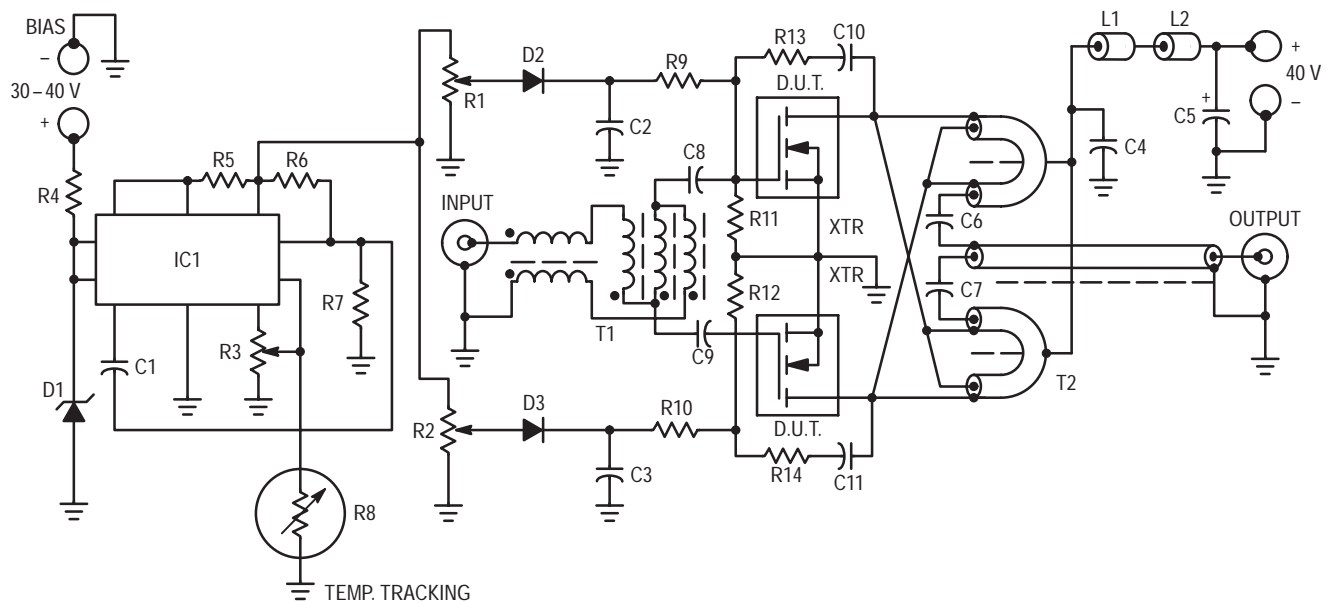 BIAS
–
30–40 V
+
R4
R5
R6
IC1
R7
R3
C1
D1
R8
TEMP. TRACKING
R1
D2
C2
R9
R13
C10
D.U.T.
C8
INPUT
R11
XTR
XTR
R12
T1
C9
R2
D3
C3
R10
D.U.T.
R14
C11
L1
L2
+
40 V
–
+
C5
C4
C6
C7
OUTPUT
T2